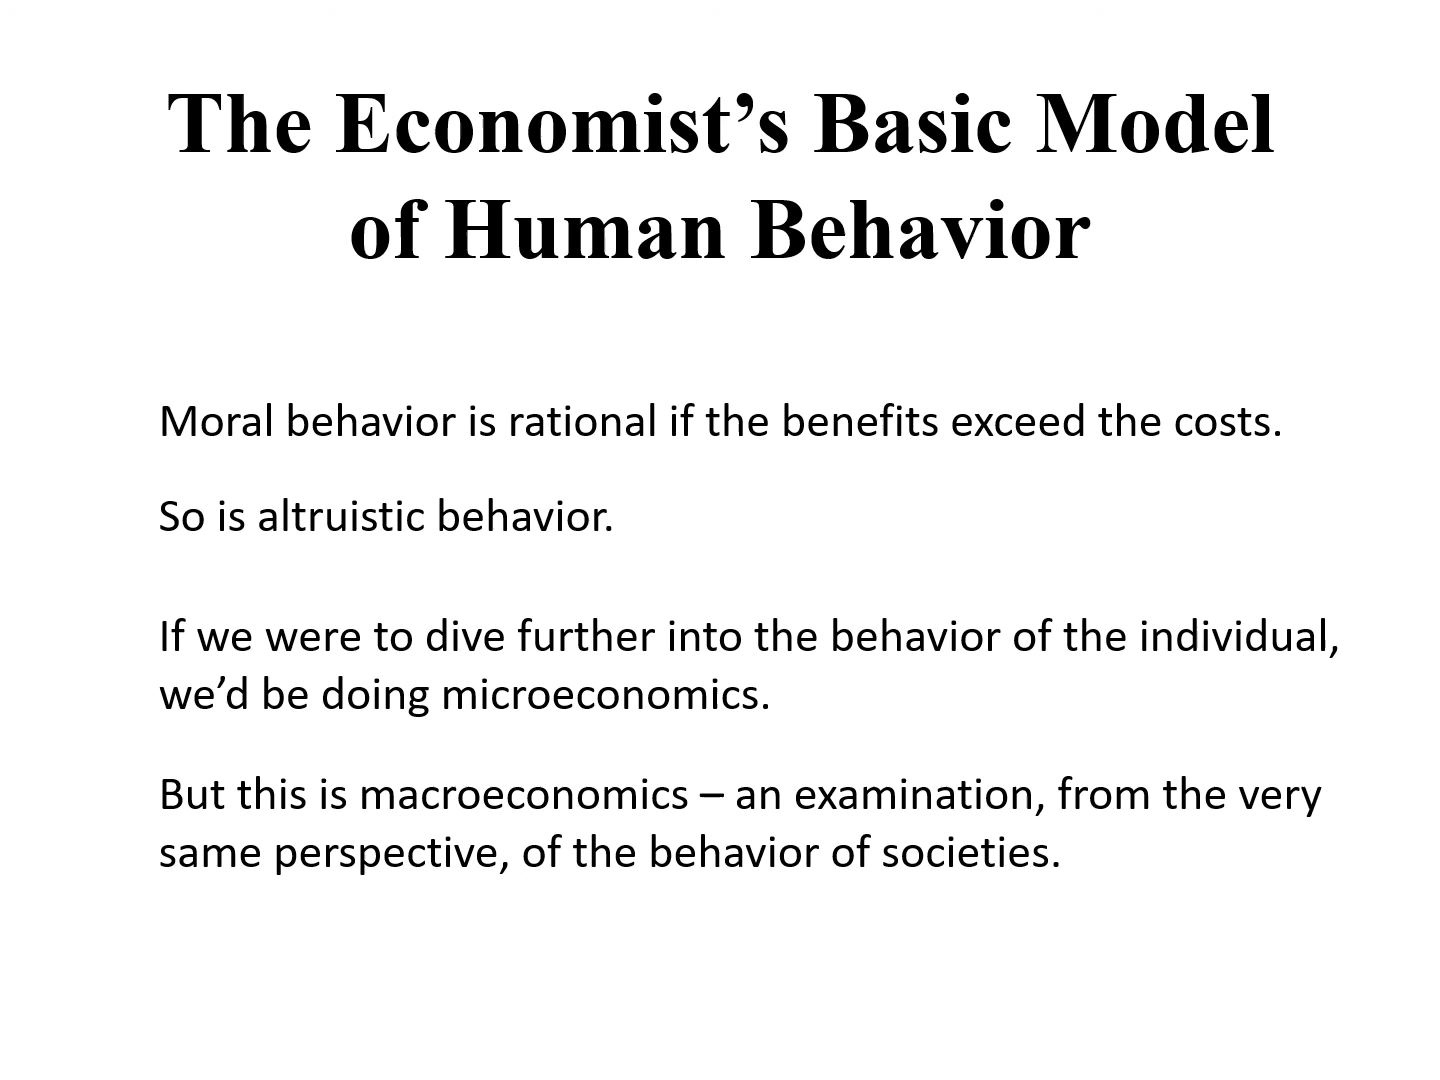 The Economist’s Basic Model
of Human Behavior
Moral behavior is rational if the benefits exceed the costs.
So is altruistic behavior.
If we were to dive further into the behavior of the individual,
we’d be doing microeconomics.
But this is macroeconomics – an examination, from the very
same perspective, of the behavior of societies.